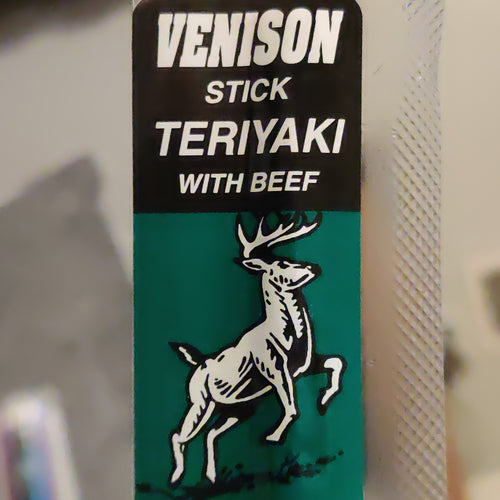 VENISON
STICK
TERIYAKI
WITH BEEF